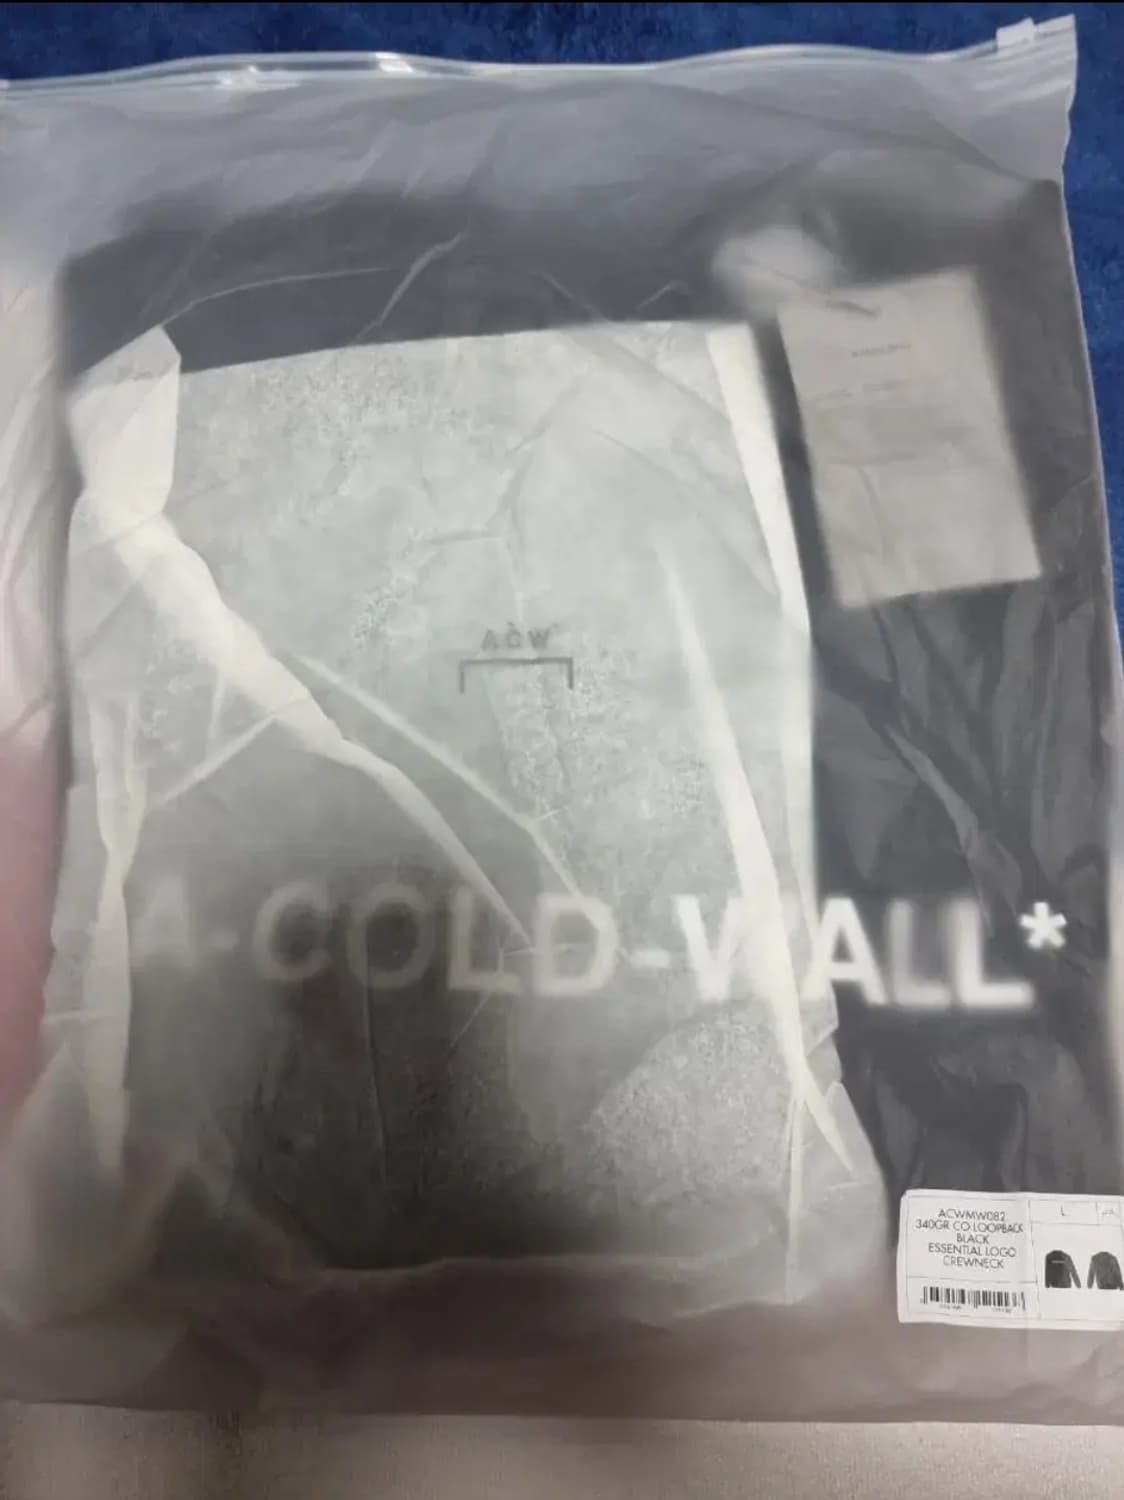 ACW
A-COLD-WALL*
ACWMW082
340GR CO LOOPBACK
BLACK
ESSENTIAL LOGO
CREWNECK
L